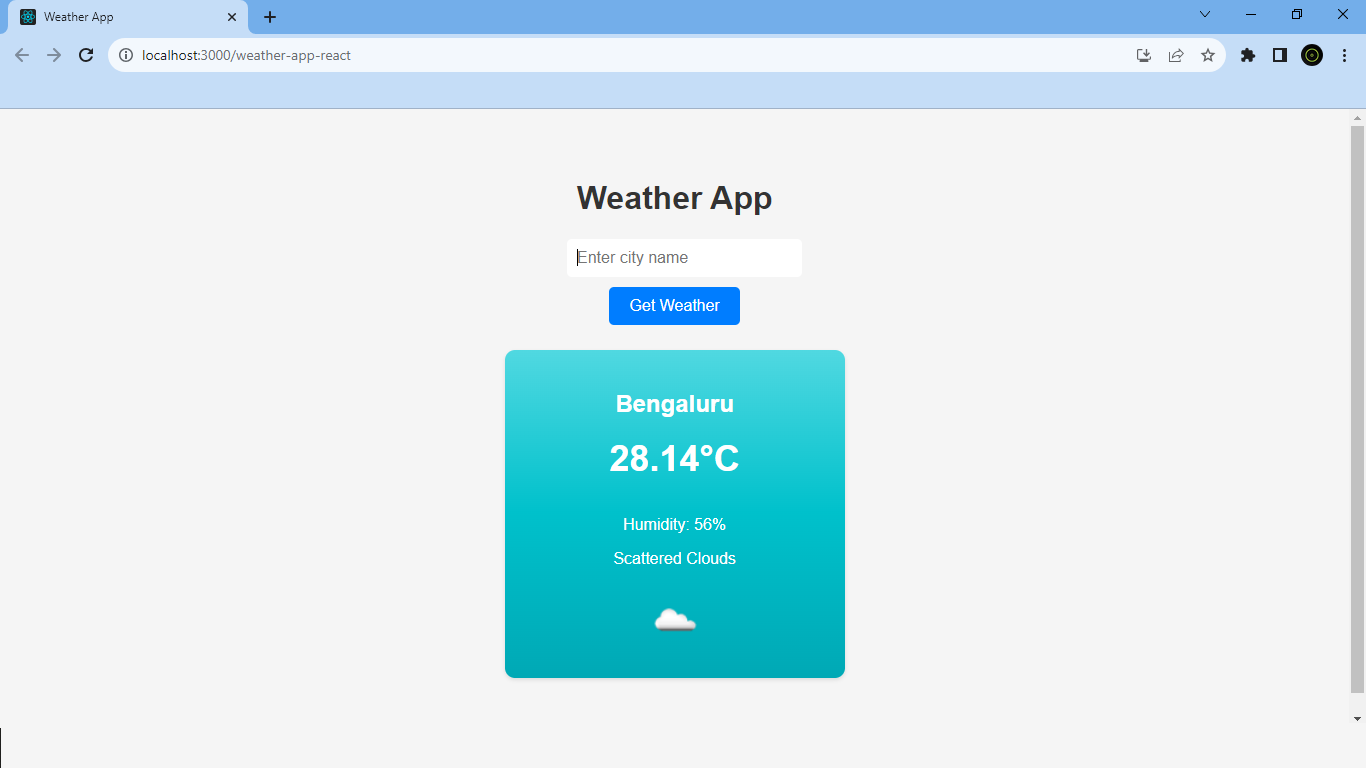 Weather App
localhost:3000/weather-app-react
Weather App
Enter city name
Get Weather
Bengaluru
28.14°C
Humidity: 56%
Scattered Clouds